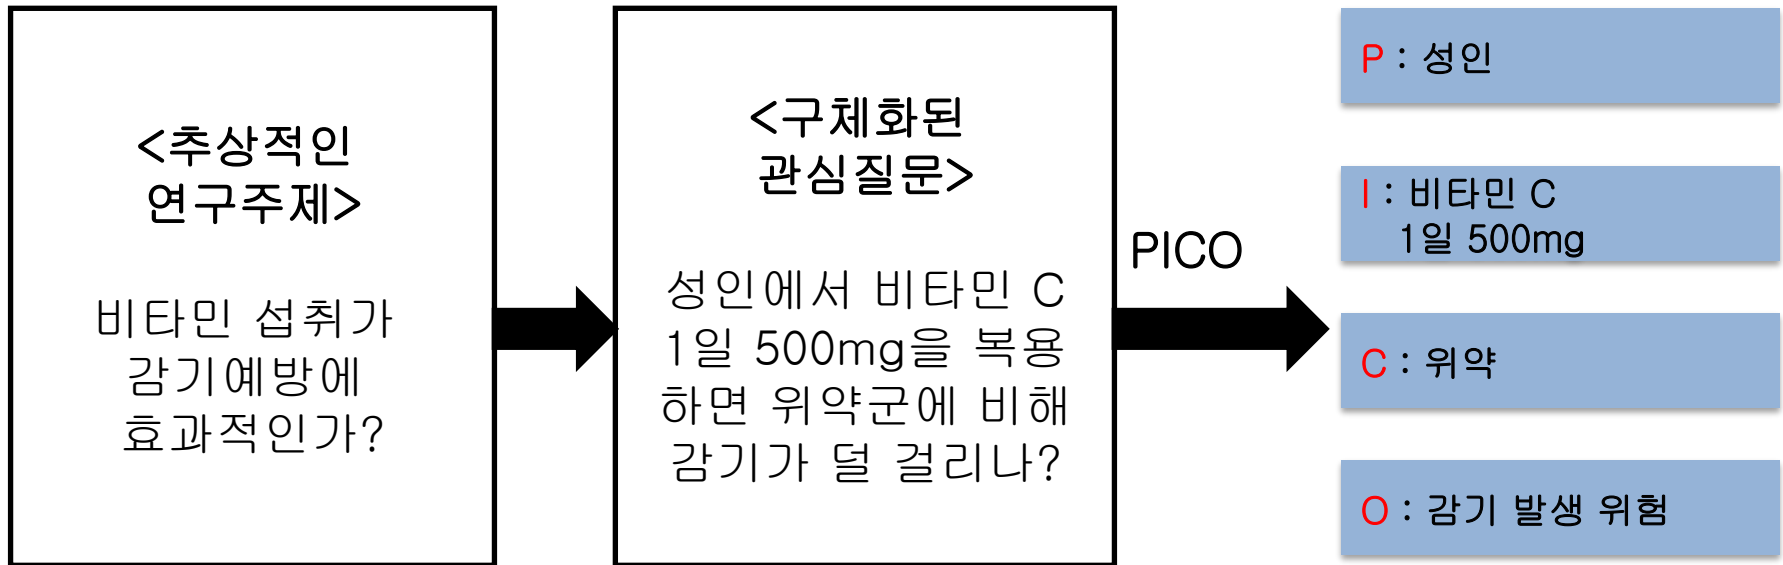 <추상적인
연구주제>
비타민 섭취가
감기예방에
효과적인가?
<구체화된
관심질문>
성인에서 비타민 C
1일 500mg을 복용
하면 위약군에 비해
감기가 덜 걸리나?
PICO
P : 성인
I : 비타민 C
1일 500mg
C : 위약
O : 감기 발생 위험